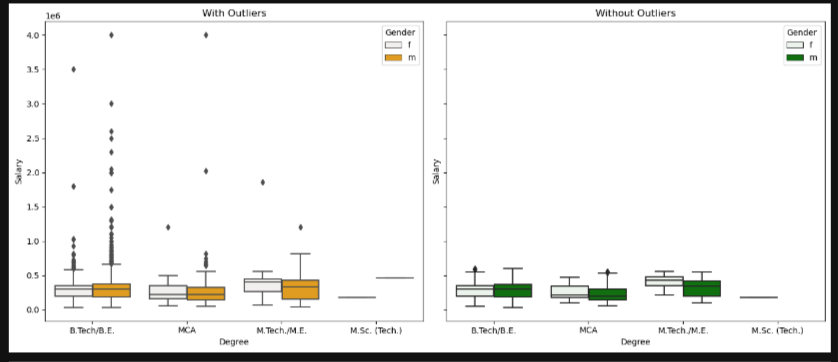 With Outliers
1e6
Gender
f
m
4.0
3.5
3.0
2.5
2.0
1.5
1.0
0.5
0.0
Salary
B.Tech/B.E.
MCA
M.Tech./M.E.
M.Sc. (Tech.)
Degree
Without Outliers
Gender
f
m
Salary
B.Tech/B.E.
MCA
M.Tech./M.E.
M.Sc. (Tech.)
Degree